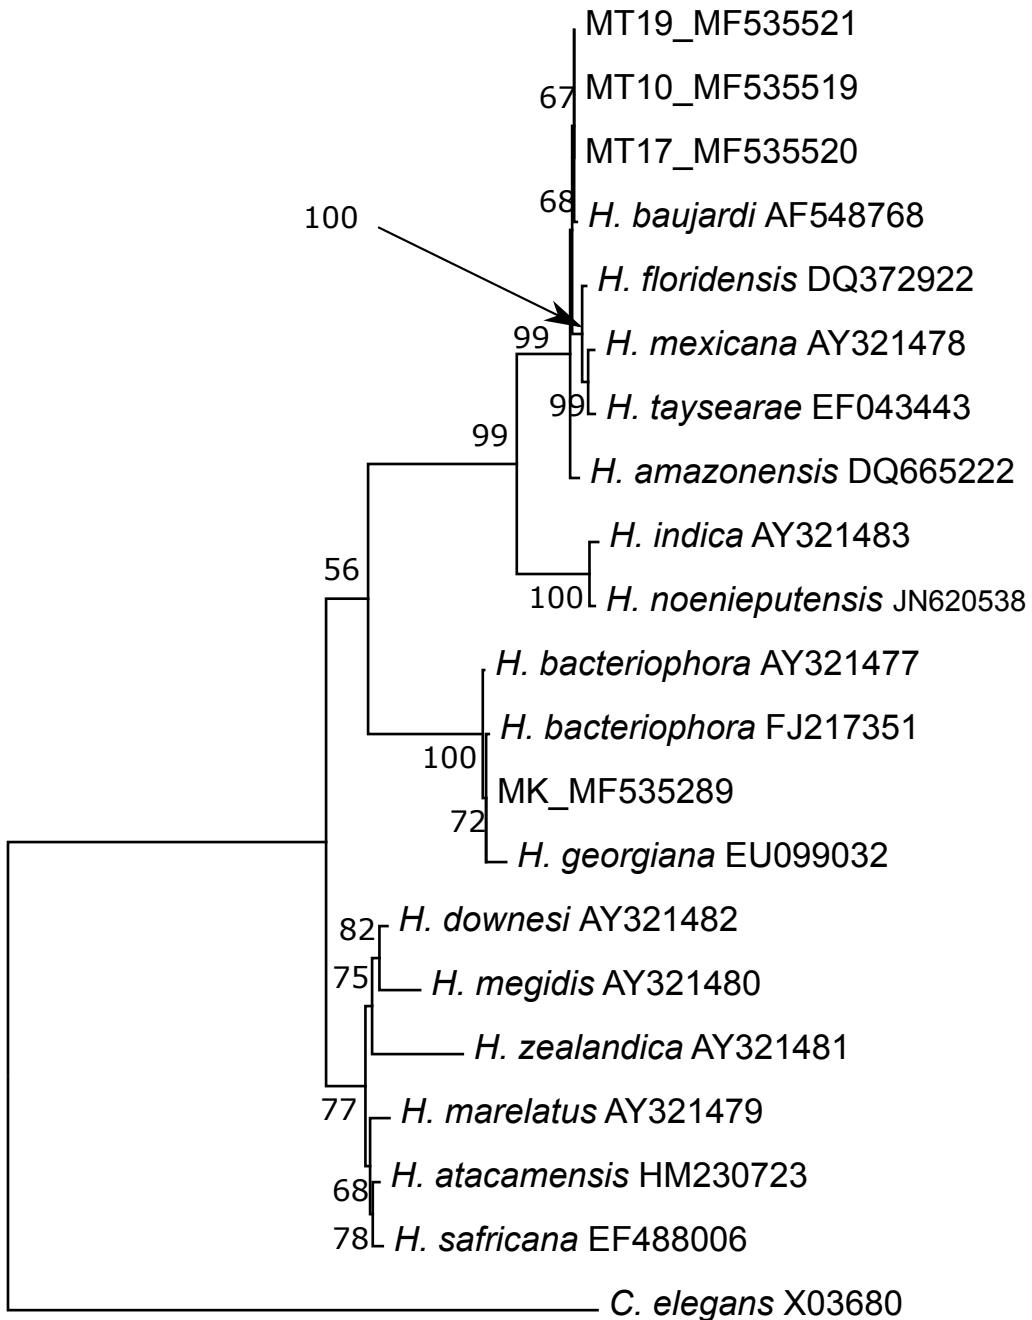 MT19_MF535521
MT10_MF535519
67
MT17_MF535520
68
H. baujardi AF548768
100
H. floridensis DQ372922
99
H. mexicana AY321478
99
H. taysearae EF043443
99
H. amazonensis DQ665222
H. indica AY321483
56
100
H. noenieputensis JN620538
H. bacteriophora AY321477
H. bacteriophora FJ217351
100
MK_MF535289
72
H. georgiana EU099032
82
H. downesi AY321482
75
H. megidis AY321480
H. zealandica AY321481
77
H. marelatus AY321479
H. atacamensis HM230723
68
78
H. safricana EF488006
C. elegans X03680